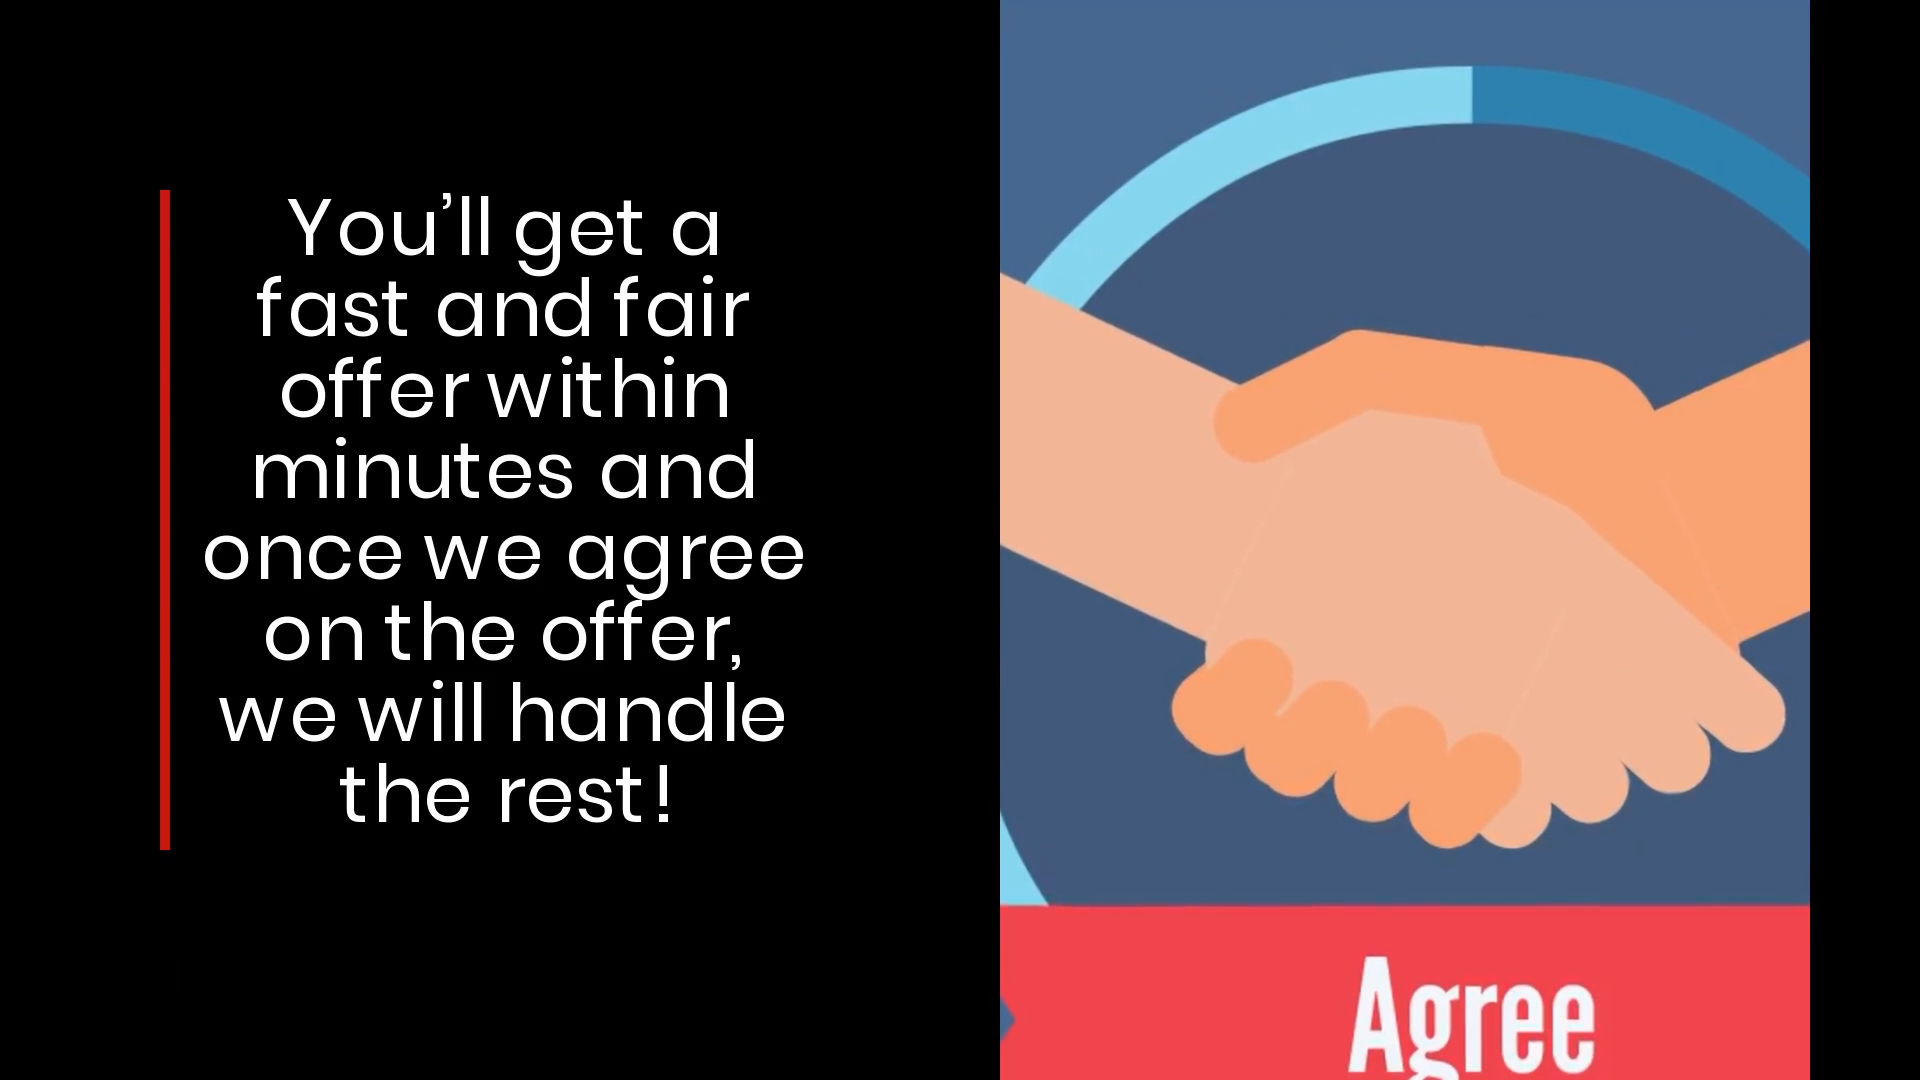 You’ll get a
fast and fair
offer within
minutes and
once we agree
on the offer,
we will handle
the rest!
Agree